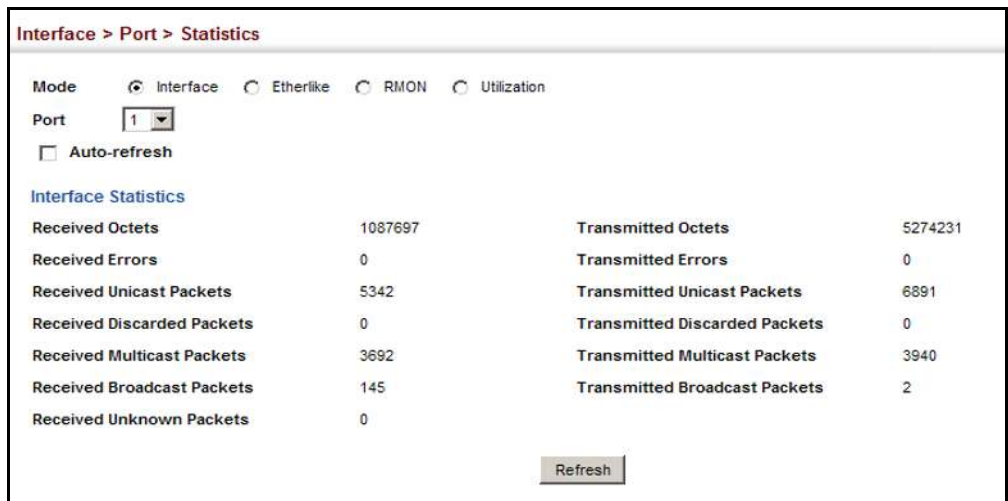 Interface > Port > Statistics
Mode Interface Etherlike RMON Utilization
Port 1
Auto-refresh
Interface Statistics
Received Octets 1087697 Transmitted Octets 5274231
Received Errors 0 Transmitted Errors 0
Received Unicast Packets 5342 Transmitted Unicast Packets 6891
Received Discarded Packets 0 Transmitted Discarded Packets 0
Received Multicast Packets 3692 Transmitted Multicast Packets 3940
Received Broadcast Packets 145 Transmitted Broadcast Packets 2
Received Unknown Packets 0
Refresh